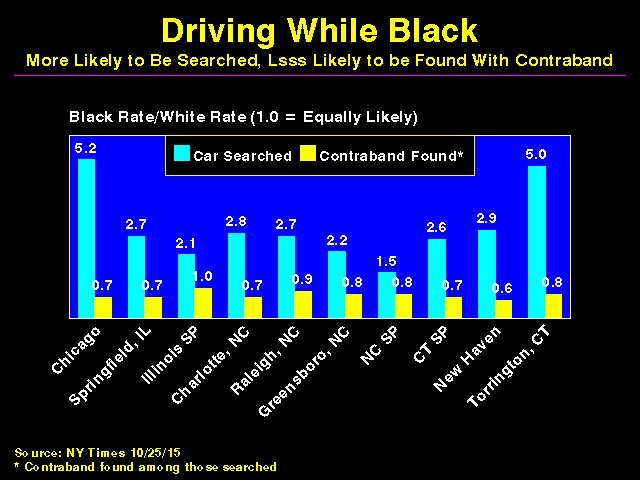 Driving While Black
More Likely to Be Searched, Lsss Likely to be Found With Contraband
Black Rate/White Rate (1.0 = Equally Likely)
Car Searched Contraband Found*
5.2 0.7
2.7 0.7
2.1 1.0
2.8 0.7
2.7 0.9
2.2 0.8
1.5 0.8
2.6 0.7
2.9 0.6
5.0 0.8
Chicago
Springfield, IL
Illinois SP
Charlotte, NC
Raleigh, NC
Greensboro, NC
NC SP
CT SP
New Haven
Torrington, CT
Source: NY Times 10/25/15
* Contraband found among those searched